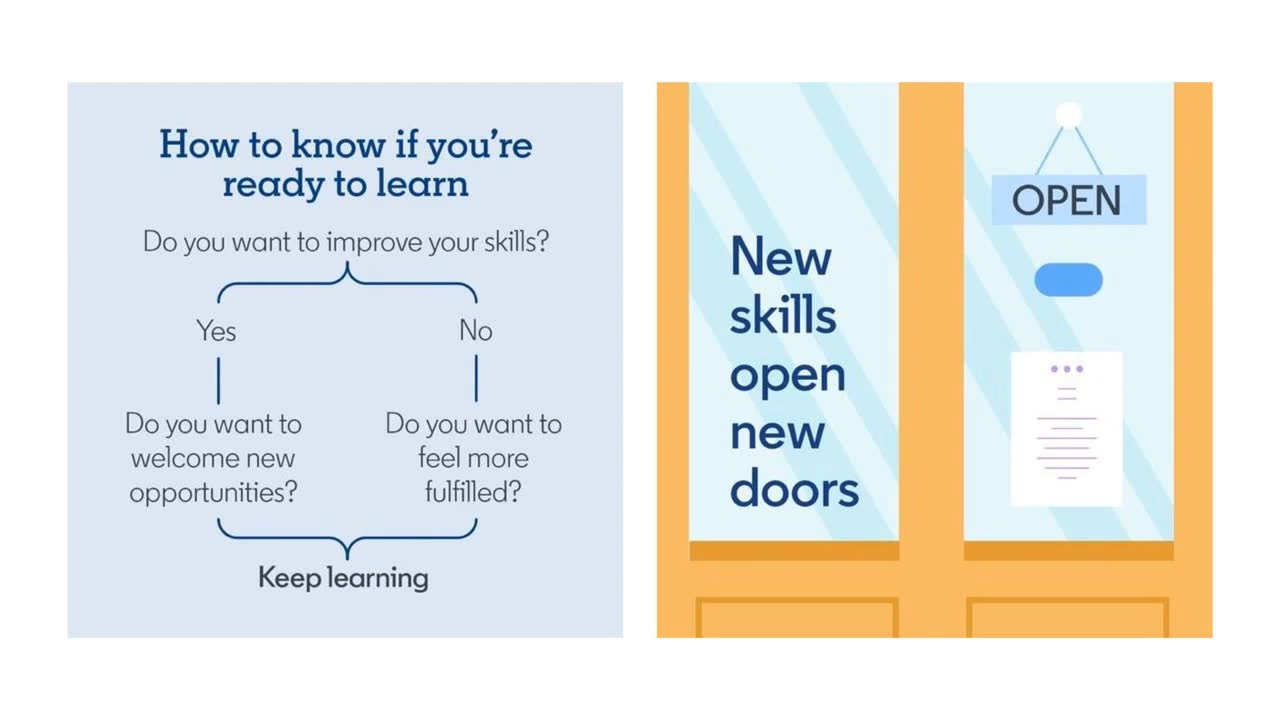 How to know if you're
ready to learn
Do you want to improve your skills?
Yes
No
Do you want to
welcome new
opportunities?
Do you want to
feel more
fulfilled?
Keep learning
New
skills
open
new
doors
OPEN